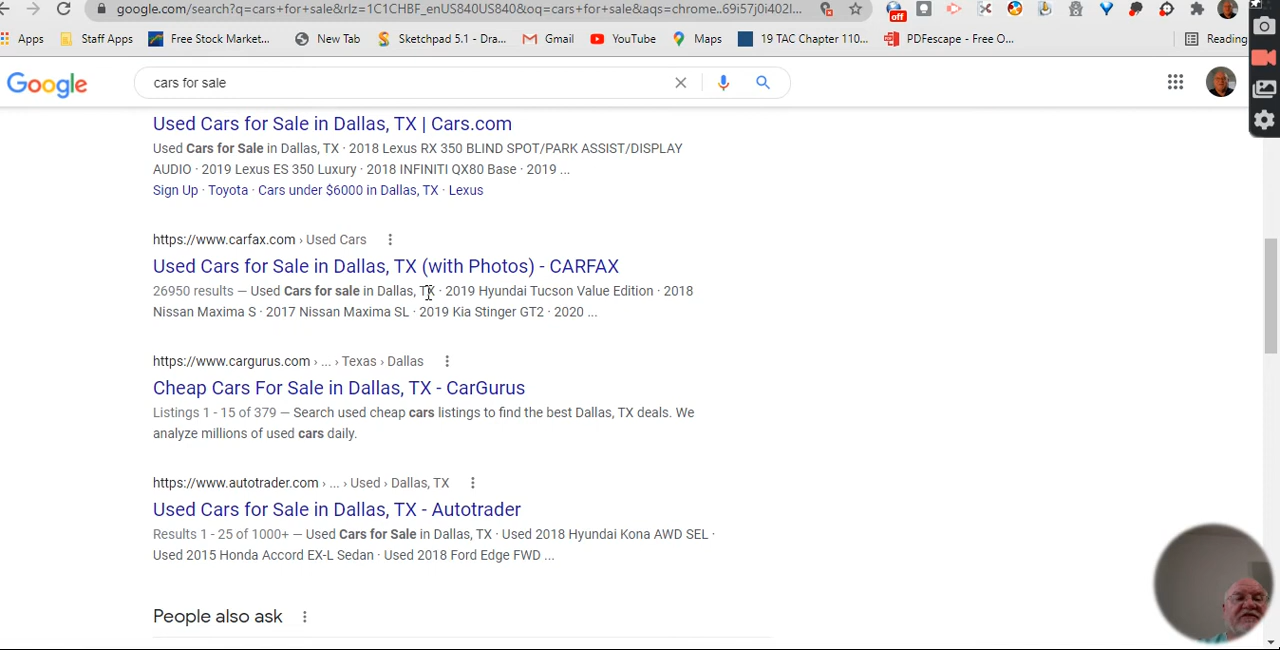 google.com/search?q=cars+for+sale&rlz=1C1CHBF_enUS840US840&oq=cars+for+sale&aqs=chrome..69i57j0i402l...
off
Apps
Staff Apps
Free Stock Market...
New Tab
Sketchpad 5.1 - Dra...
Gmail
YouTube
Maps
19 TAC Chapter 110...
PDFescape - Free O...
Reading
Google
cars for sale
Used Cars for Sale in Dallas, TX | Cars.com
Used Cars for Sale in Dallas, TX · 2018 Lexus RX 350 BLIND SPOT/PARK ASSIST/DISPLAY
AUDIO · 2019 Lexus ES 350 Luxury · 2018 INFINITI QX80 Base · 2019 ...
Sign Up · Toyota · Cars under $6000 in Dallas, TX · Lexus
https://www.carfax.com › Used Cars
Used Cars for Sale in Dallas, TX (with Photos) - CARFAX
26950 results — Used Cars for sale in Dallas, TX · 2019 Hyundai Tucson Value Edition · 2018
Nissan Maxima S · 2017 Nissan Maxima SL · 2019 Kia Stinger GT2 · 2020 ...
https://www.cargurus.com › ... › Texas › Dallas
Cheap Cars For Sale in Dallas, TX - CarGurus
Listings 1 - 15 of 379 — Search used cheap cars listings to find the best Dallas, TX deals. We
analyze millions of used cars daily.
https://www.autotrader.com › ... › Used › Dallas, TX
Used Cars for Sale in Dallas, TX - Autotrader
Results 1 - 25 of 1000+ — Used Cars for Sale in Dallas, TX · Used 2018 Hyundai Kona AWD SEL ·
Used 2015 Honda Accord EX-L Sedan · Used 2018 Ford Edge FWD ...
People also ask